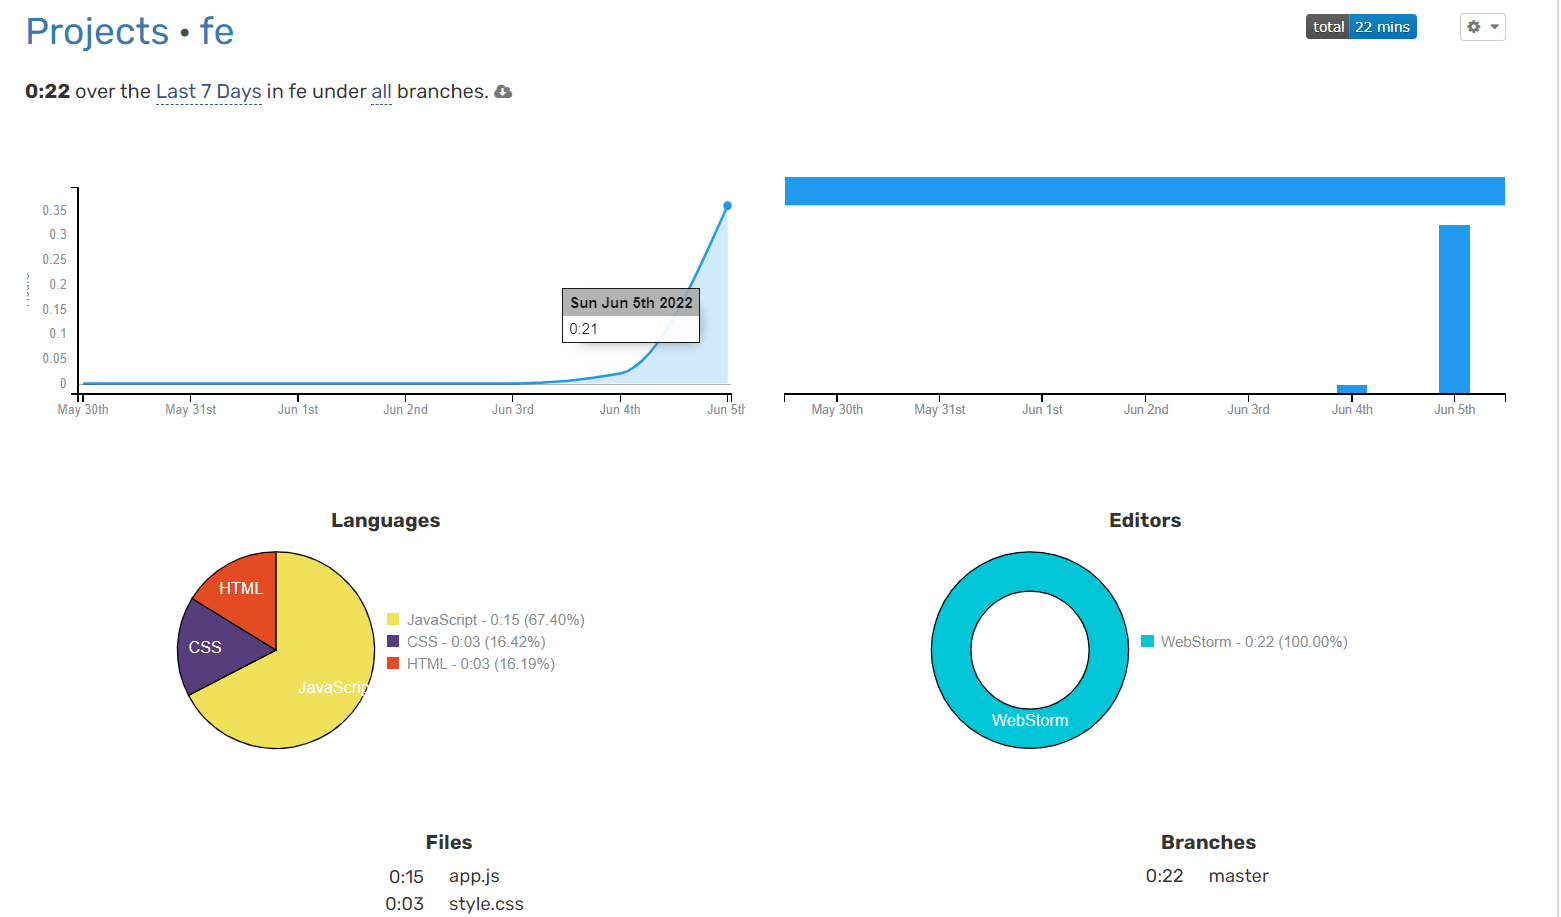 Projects • fe
total 22 mins
0:22 over the Last 7 Days in fe under all branches.
0.35
0.3
0.25
0.2
0.15
0.1
0.05
0
Sun Jun 5th 2022
0:21
May 30th May 31st Jun 1st Jun 2nd Jun 3rd Jun 4th Jun 5th
May 30th May 31st Jun 1st Jun 2nd Jun 3rd Jun 4th Jun 5th
Languages
HTML
CSS
JavaScrip
JavaScript - 0:15 (67.40%)
CSS - 0:03 (16.42%)
HTML - 0:03 (16.19%)
Editors
WebStorm
WebStorm - 0:22 (100.00%)
Files
0:15 app.js
0:03 style.css
Branches
0:22 master